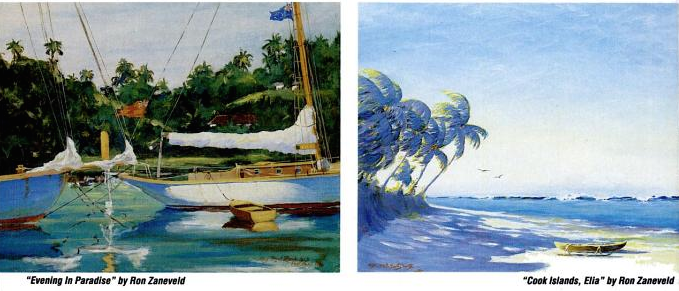 "Evening In Paradise" by Ron Zaneveld
"Cook Islands, Elia" by Ron Zaneveld